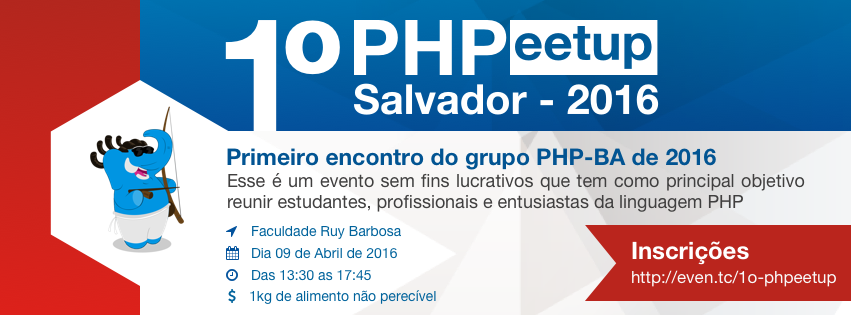 1º PHPeetup
Salvador - 2016
Primeiro encontro do grupo PHP-BA de 2016
Esse é um evento sem fins lucrativos que tem como principal objetivo
reunir estudantes, profissionais e entusiastas da linguagem PHP
Faculdade Ruy Barbosa
Dia 09 de Abril de 2016
Das 13:30 as 17:45
$ 1kg de alimento não perecível
Inscrições
http://even.tc/1o-phpeetup